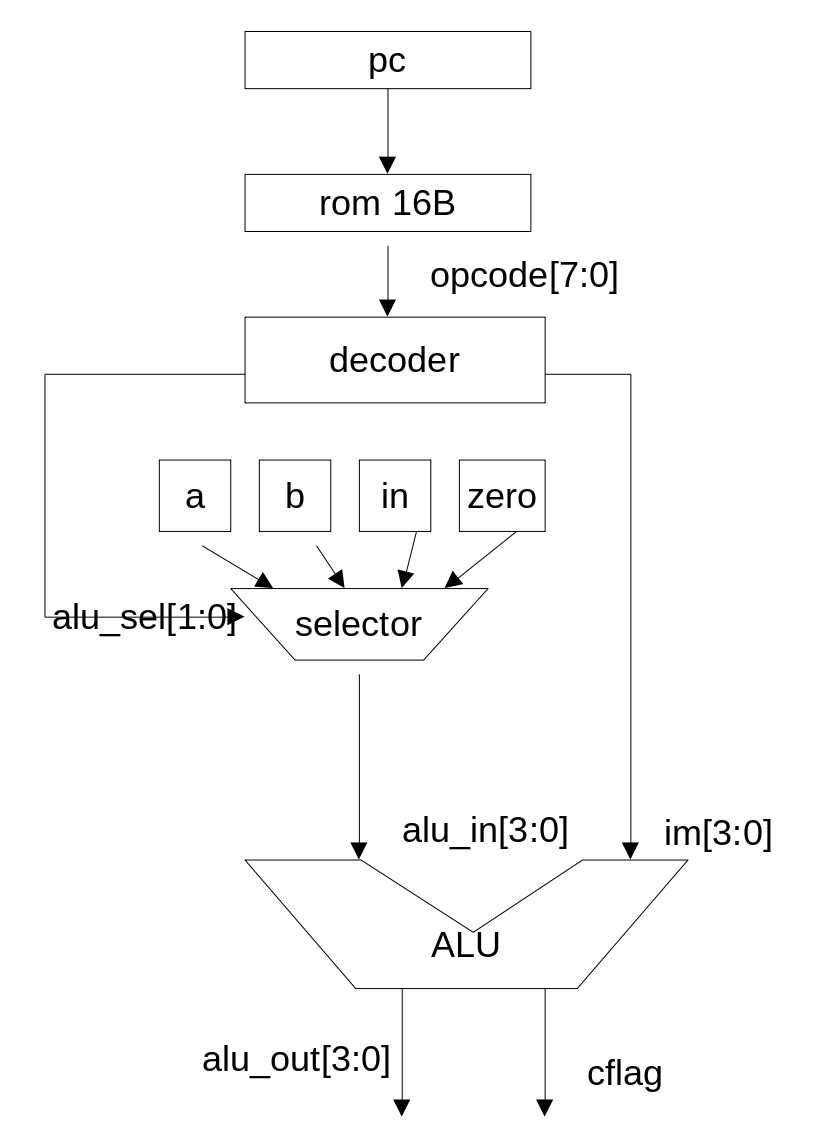 pc
rom 16B
opcode[7:0]
decoder
a
b
in
zero
alu_sel[1:0]
selector
alu_in[3:0]
im[3:0]
ALU
alu_out[3:0]
cflag